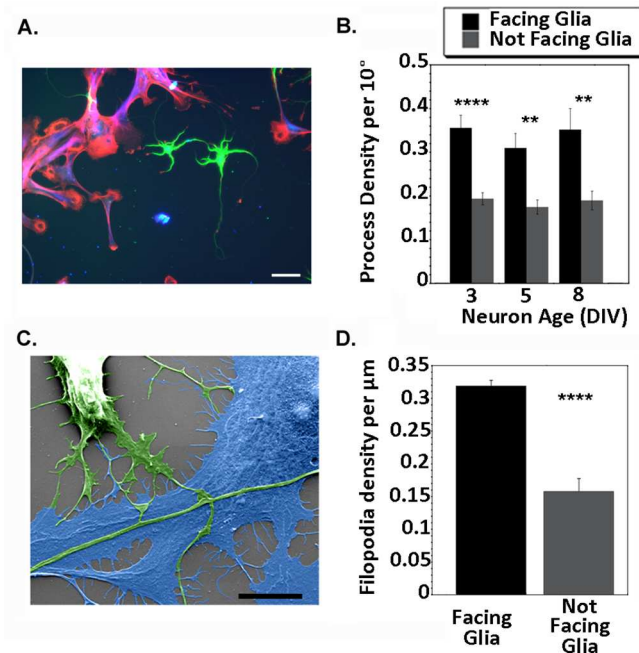 A.
B.
Facing Glia
Not Facing Glia
Process Density per 10°
0.5
0.4
0.3
0.2
0.1
0
****
**
**
3 5 8
Neuron Age (DIV)
C.
D.
Filopodia density per µm
0.35
0.3
0.25
0.15
0.1
0.05
0
****
Facing
Glia
Not
Facing
Glia